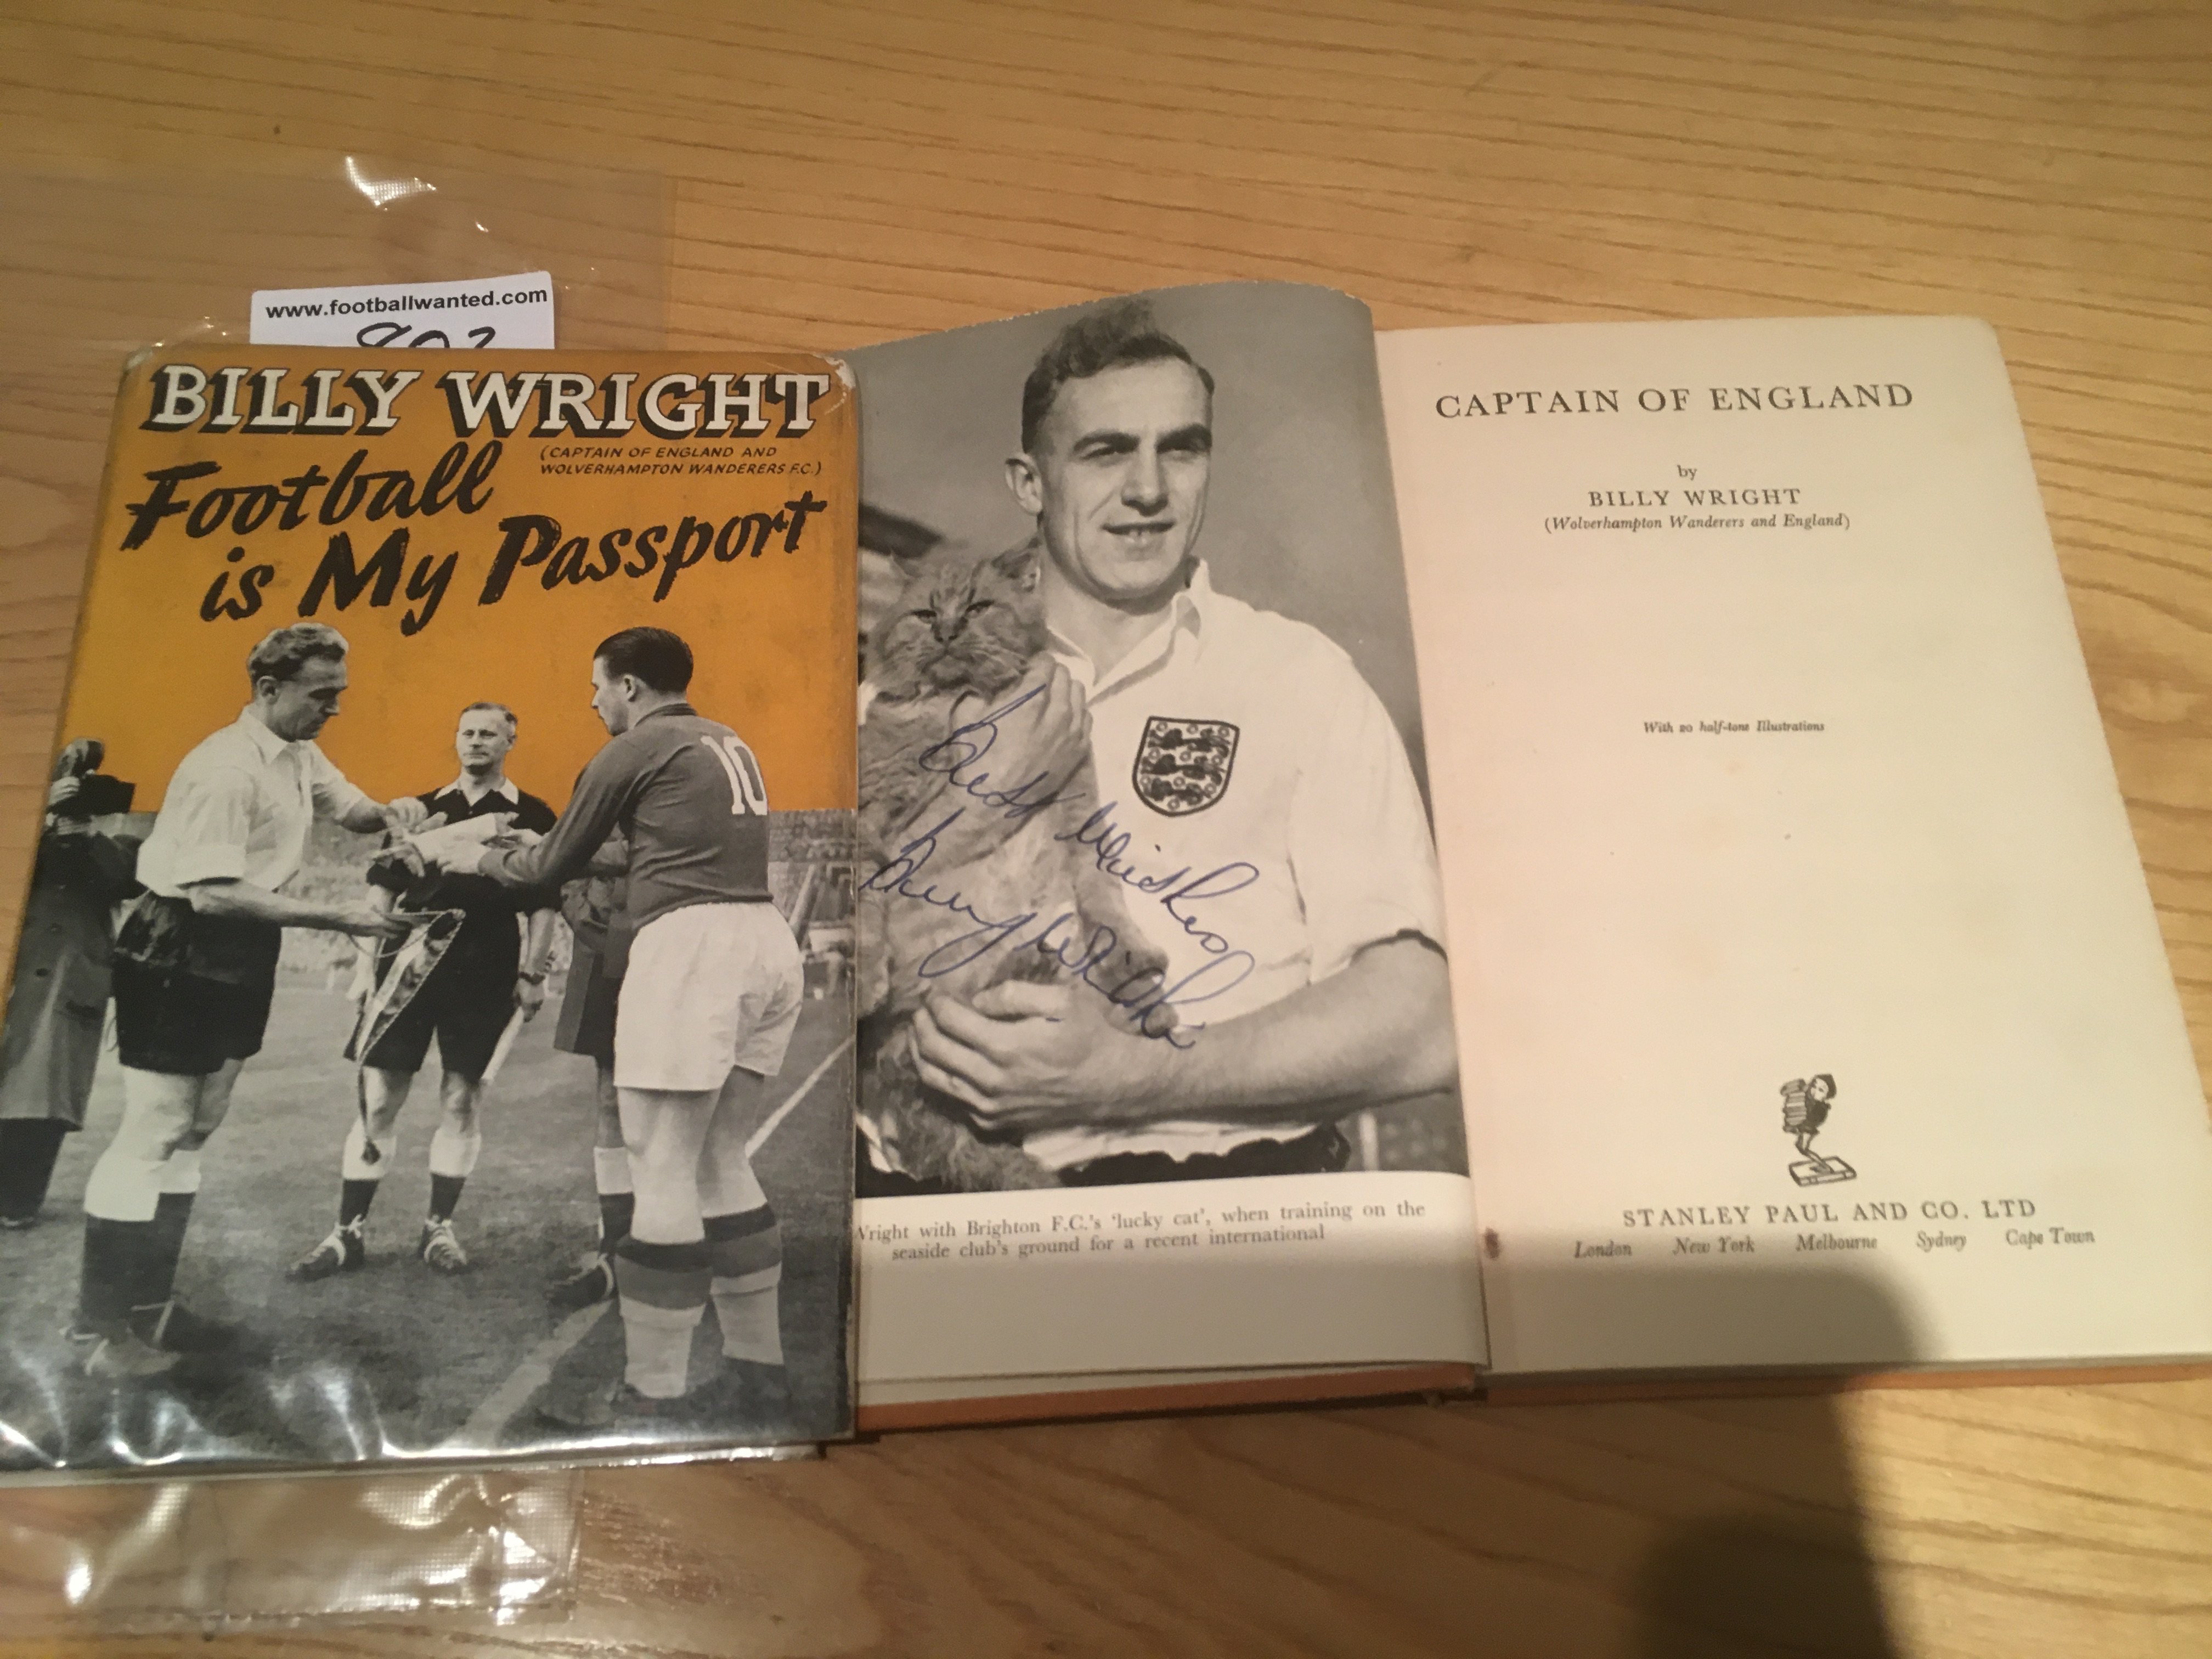 www.footballwanted.com
BILLY WRIGHT
(CAPTAIN OF ENGLAND AND
WOLVERHAMPTON WANDERERS F.C.)
Football
is My Passport
10
Best Wishes
Billy Wright
Wright with Brighton F.C.'s 'lucky cat', when training on the
seaside club's ground for a recent international
CAPTAIN OF ENGLAND
by
BILLY WRIGHT
(Wolverhampton Wanderers and England)
With 20 half-tone Illustrations
STANLEY PAUL AND CO. LTD
London New York Melbourne Sydney Cape Town